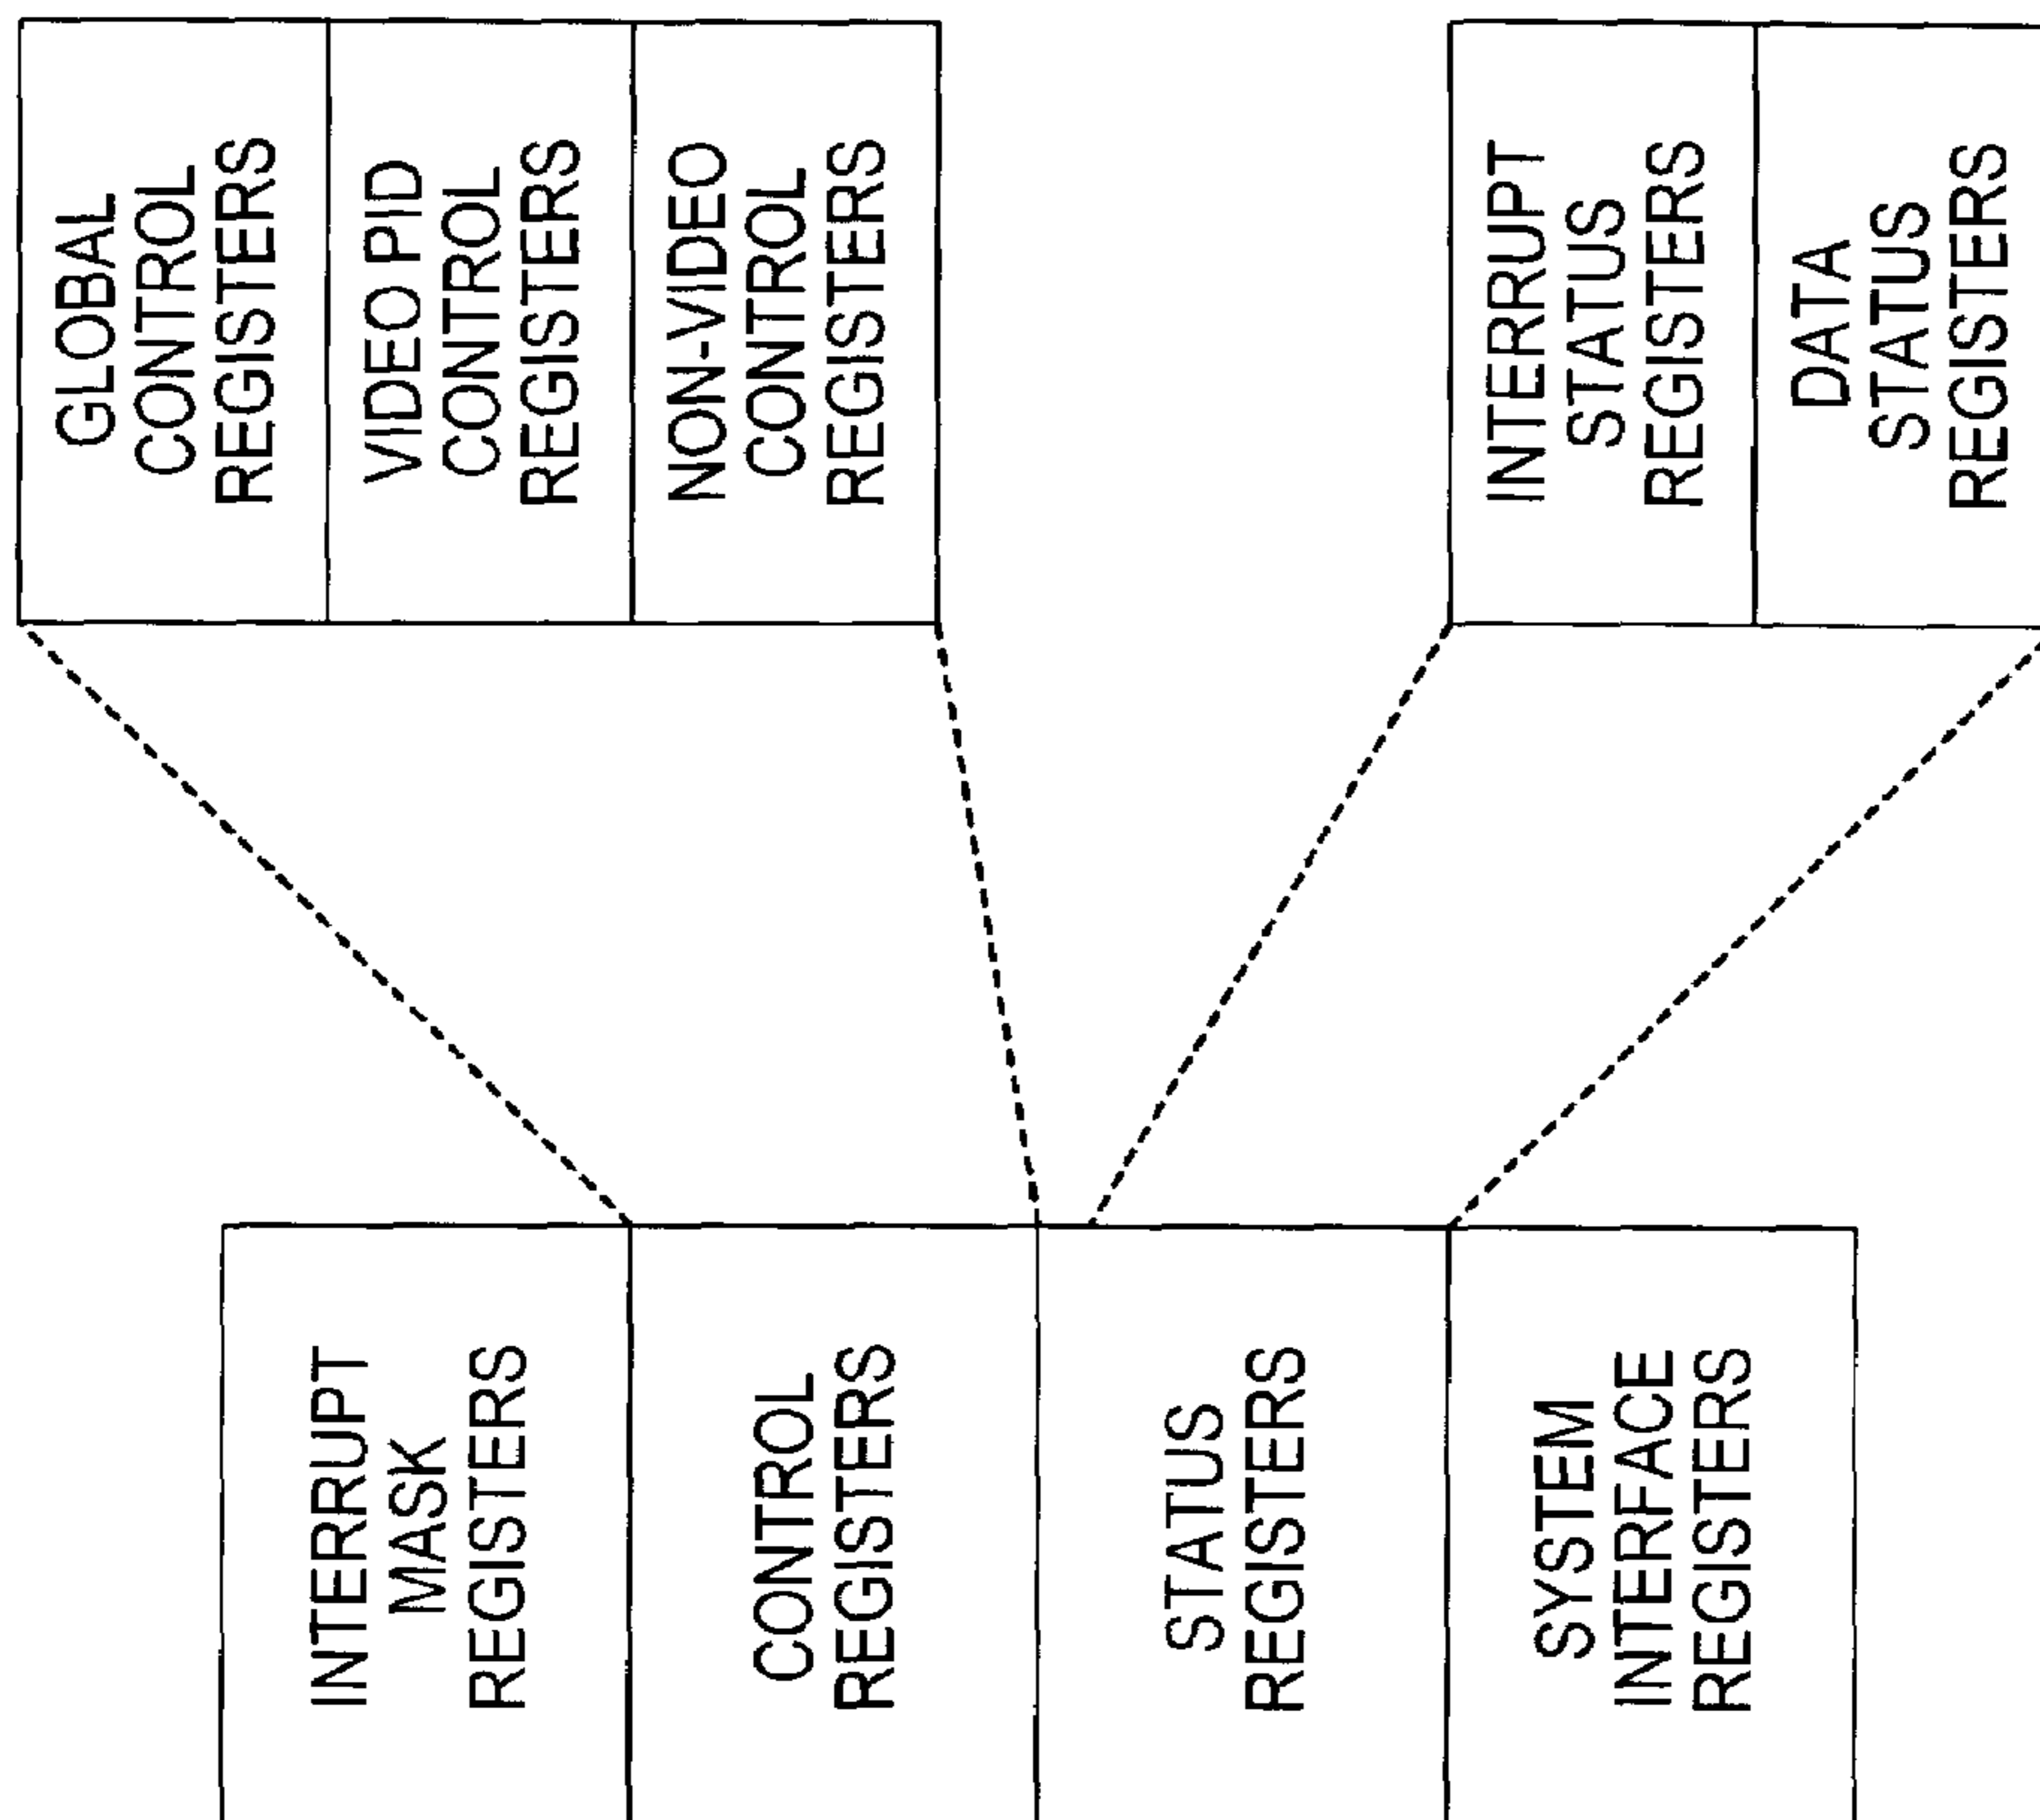 INTERRUPT
MASK
REGISTERS
CONTROL
REGISTERS
STATUS
REGISTERS
SYSTEM
INTERFACE
REGISTERS
GLOBAL
CONTROL
REGISTERS
VIDEO PID
CONTROL
REGISTERS
NON-VIDEO
CONTROL
REGISTERS
INTERRUPT
STATUS
REGISTERS
DATA
STATUS
REGISTERS